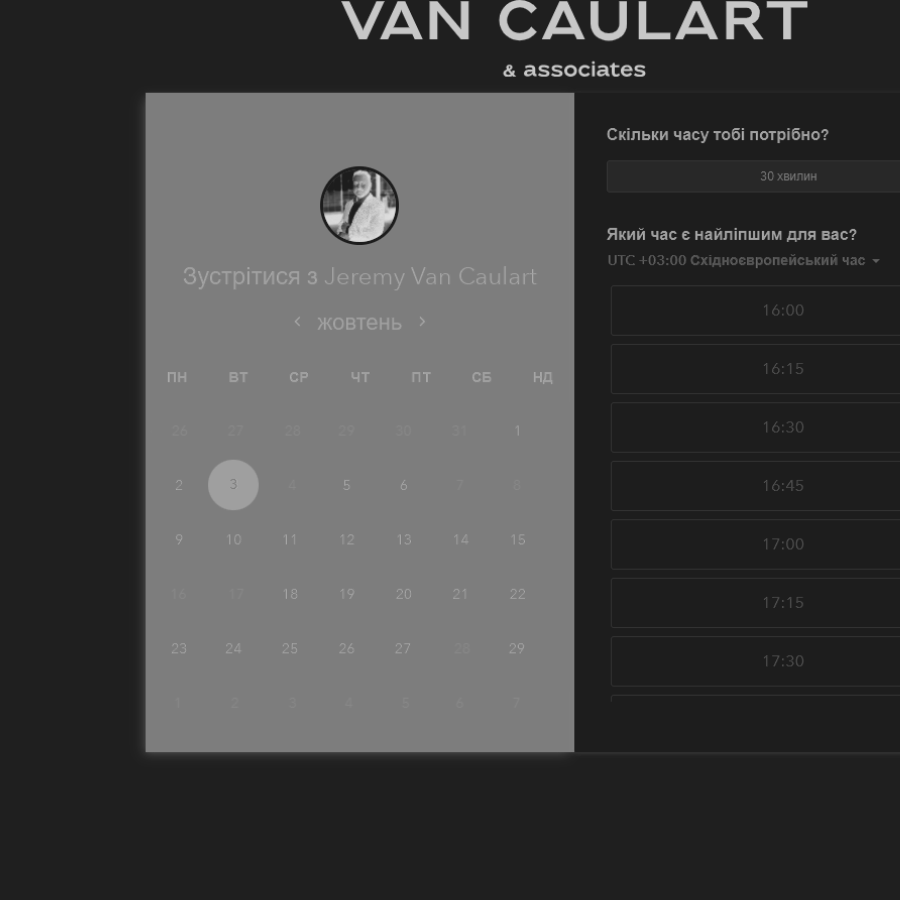 VAN CAULART
& associates
Зустрітися з Jeremy Van Caulart
‹ жовтень ›
ПН ВТ СР ЧТ ПТ СБ НД
26 27 28 29 30 31 1
2 3 4 5 6 7 8
9 10 11 12 13 14 15
16 17 18 19 20 21 22
23 24 25 26 27 28 29
1 2 3 4 5 6 7
Скільки часу тобі потрібно?
30 хвилин
Який час є найліпшим для вас?
UTC +03:00 Східноєвропейський час
16:00
16:15
16:30
16:45
17:00
17:15
17:30